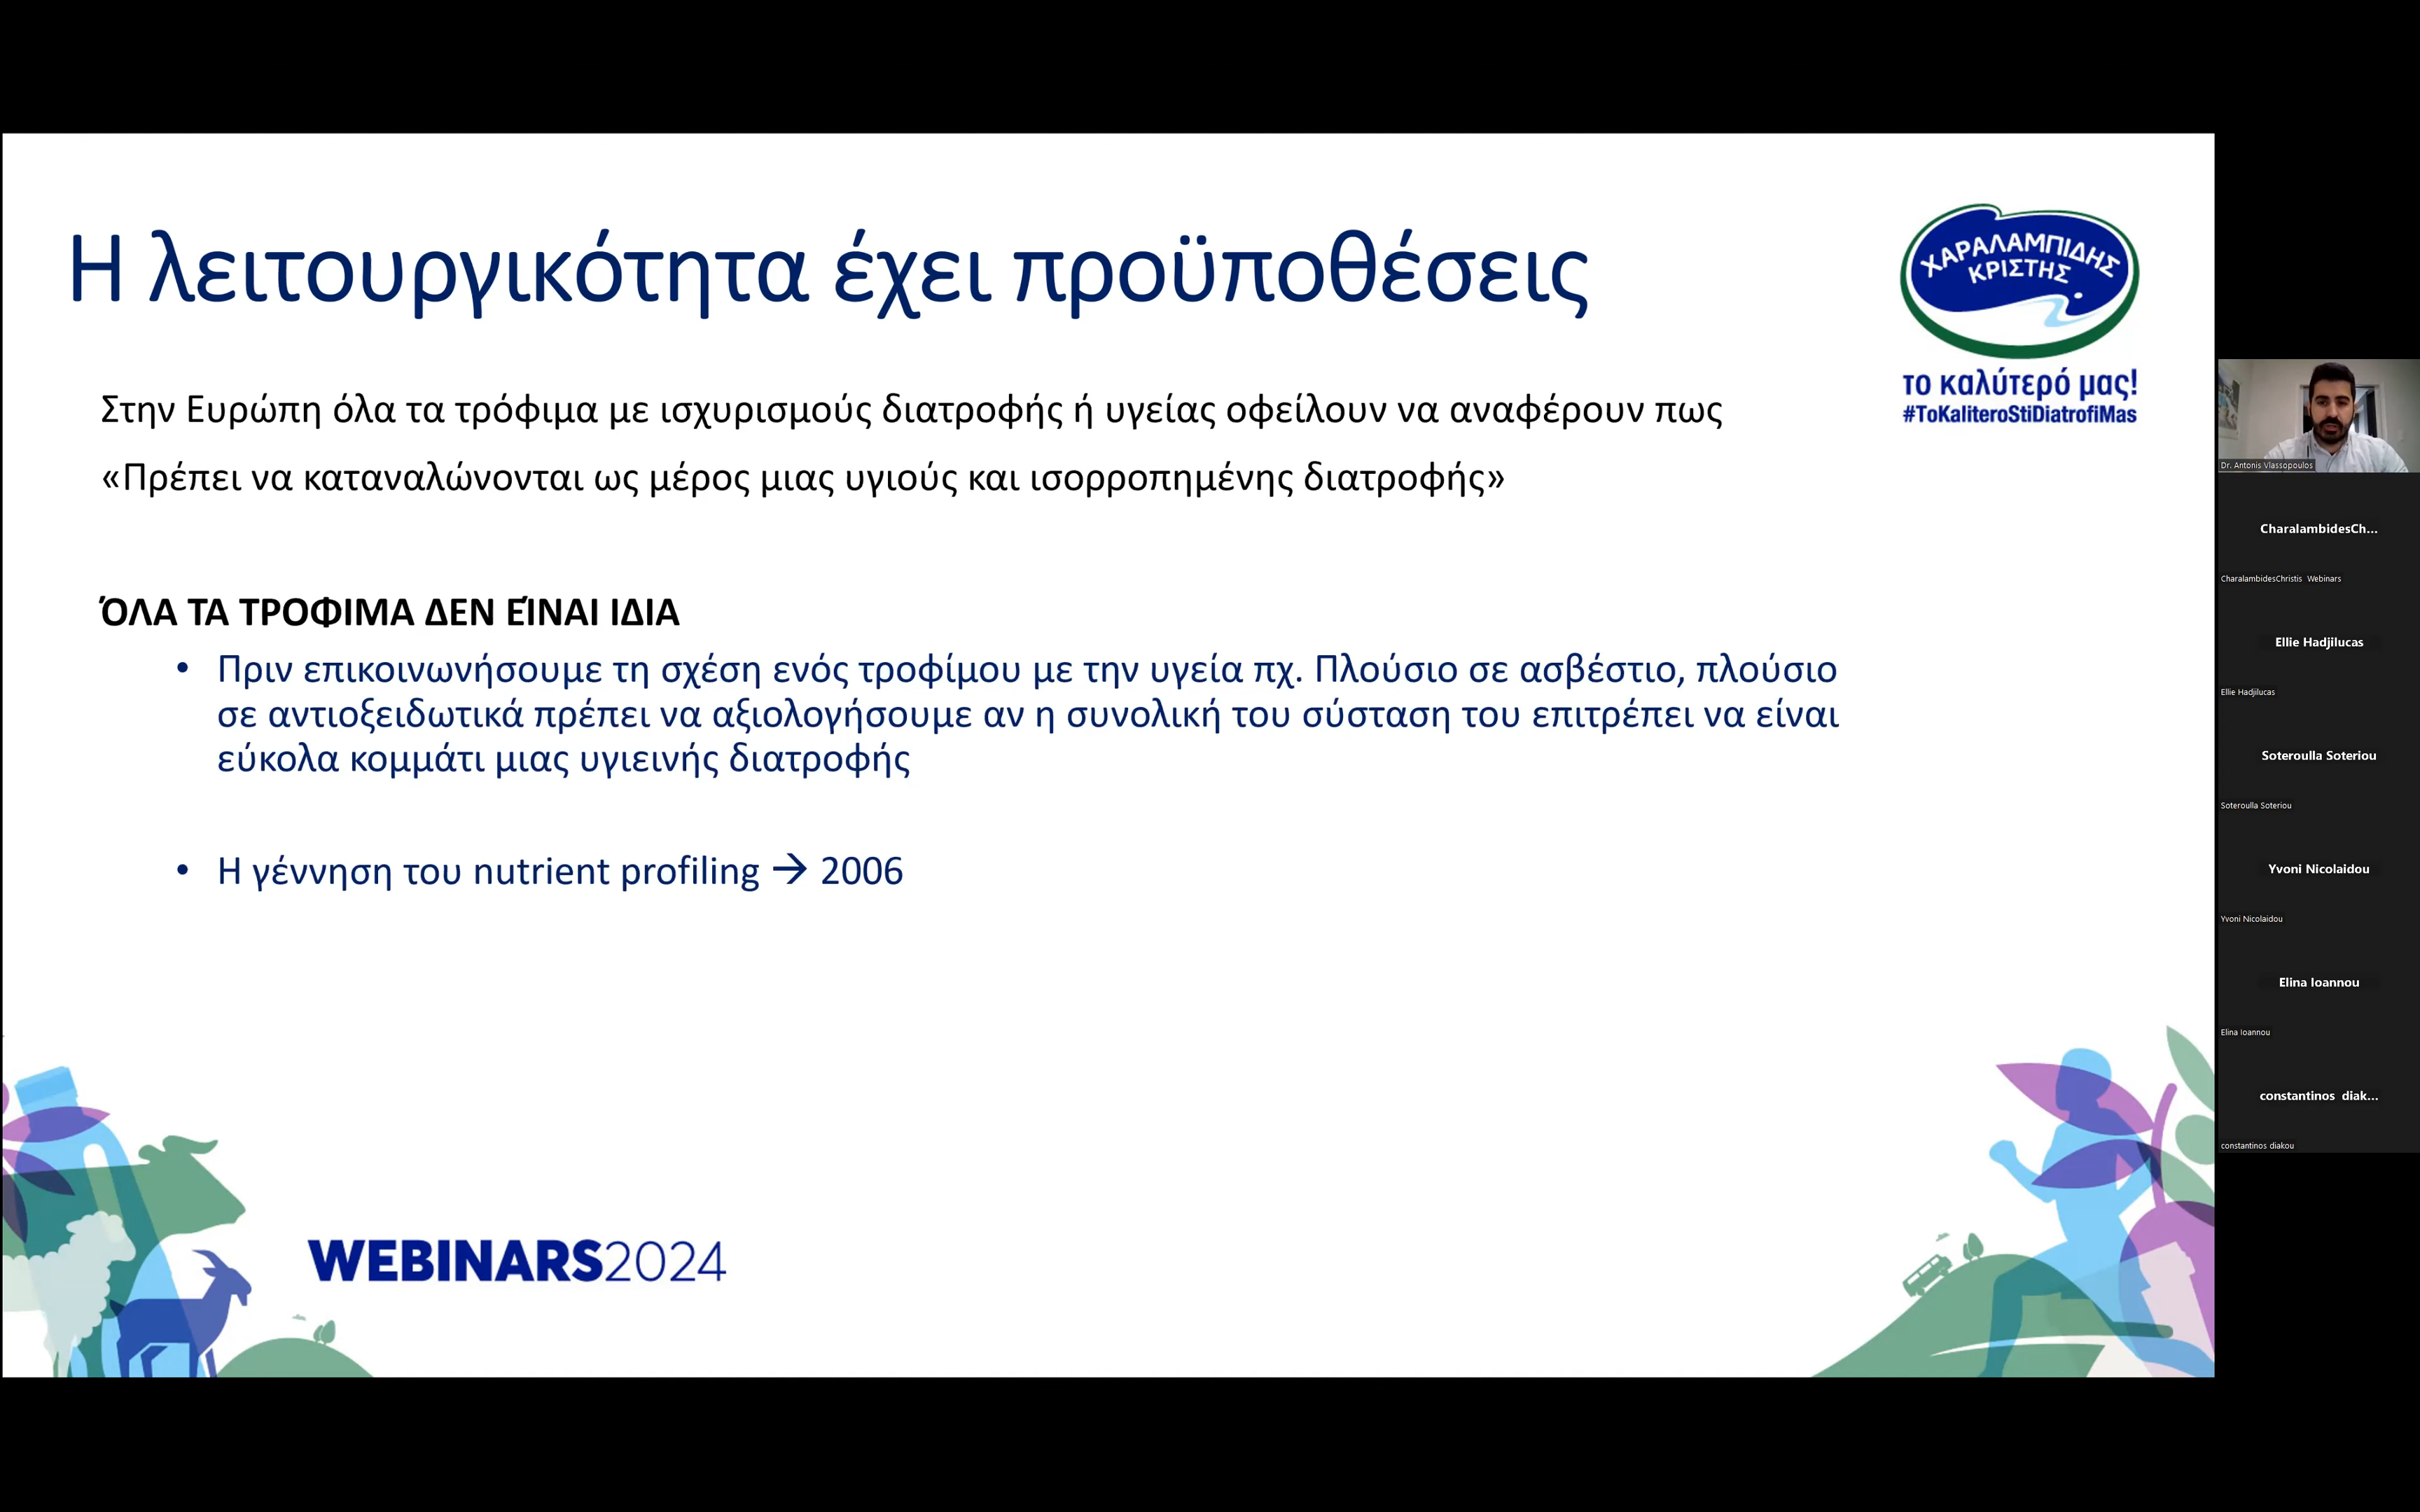 Η λειτουργικότητα έχει προϋποθέσεις
ΧΑΡΑΛΑΜΠΙΔΗΣ
ΚΡΙΣΤΗΣ
το καλύτερό μας!
#ToKaliteroStiDiatrofiMas
Στην Ευρώπη όλα τα τρόφιμα με ισχυρισμούς διατροφής ή υγείας οφείλουν να αναφέρουν πως
«Πρέπει να καταναλώνονται ως μέρος μιας υγιούς και ισορροπημένης διατροφής»
ΌΛΑ ΤΑ ΤΡΟΦΙΜΑ ΔΕΝ ΕΊΝΑΙ ΙΔΙΑ
• Πριν επικοινωνήσουμε τη σχέση ενός τροφίμου με την υγεία πχ. Πλούσιο σε ασβέστιο, πλούσιο
σε αντιοξειδωτικά πρέπει να αξιολογήσουμε αν η συνολική του σύσταση του επιτρέπει να είναι
εύκολα κομμάτι μιας υγιεινής διατροφής
• Η γέννηση του nutrient profiling → 2006
WEBINARS2024
Dr. Antonis Vlassopoulos
CharalambidesCh...
CharalambidesChristis Webinars
Ellie Hadjilucas
Ellie Hadjilucas
Soteroulla Soteriou
Soteroulla Soteriou
Yvoni Nicolaidou
Yvoni Nicolaidou
Elina Ioannou
Elina Ioannou
constantinos diak...
constantinos diakou